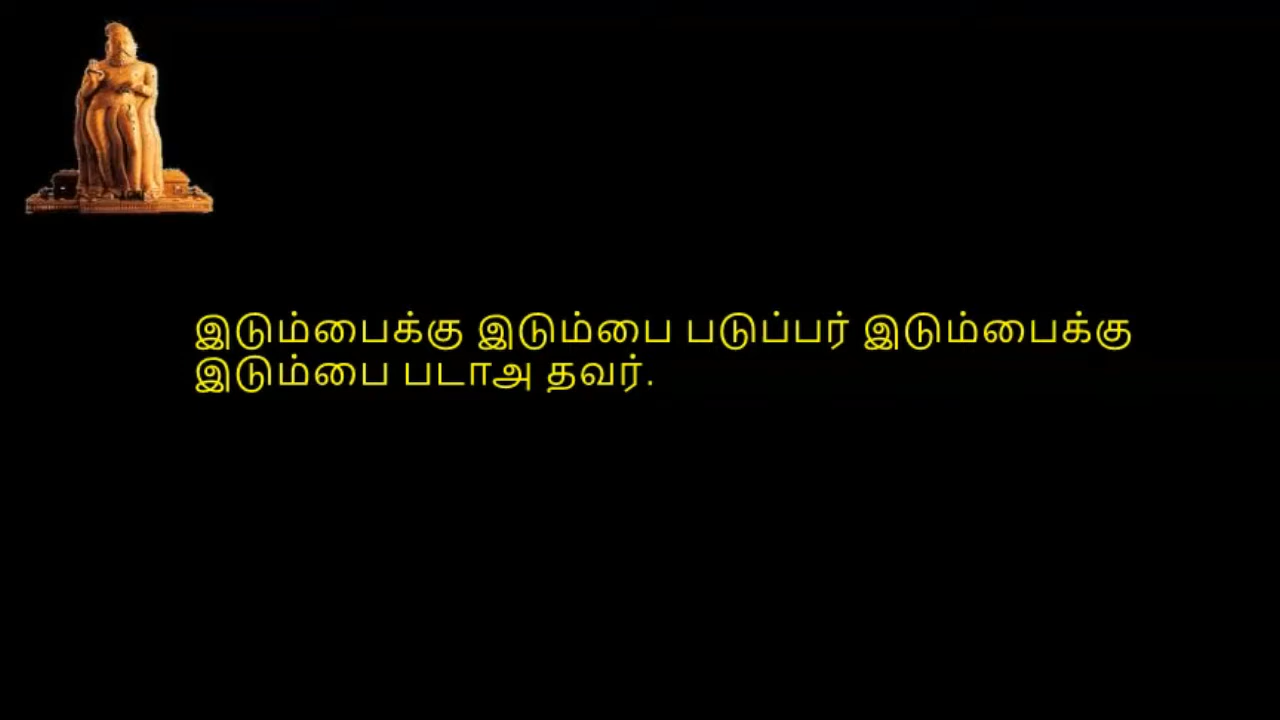 இடும்பைக்கு இடும்பை படுப்பர் இடும்பைக்கு
இடும்பை படாஅ தவர்.